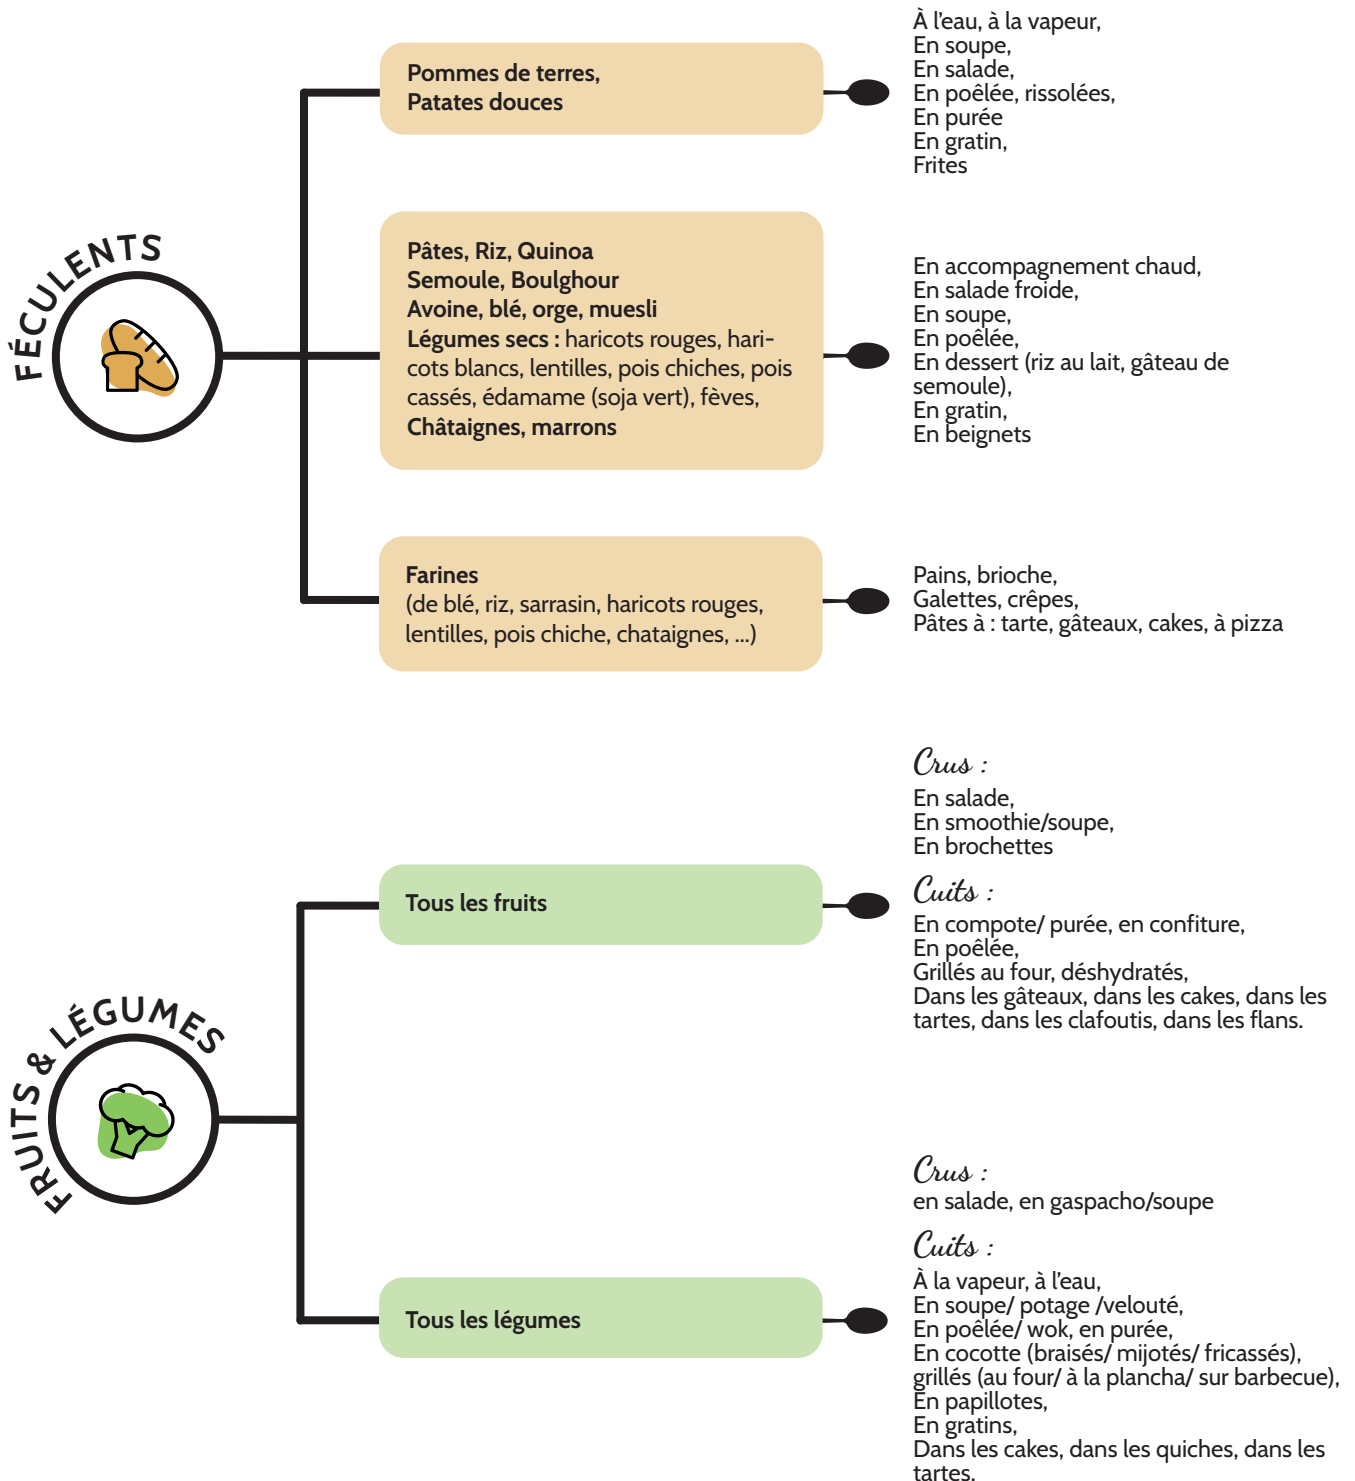 FÉCULENTS
Pommes de terres,
Patates douces
À l'eau, à la vapeur,
En soupe,
En salade,
En poêlée, rissolées,
En purée
En gratin,
Frites
Pâtes, Riz, Quinoa
Semoule, Boulghour
Avoine, blé, orge, muesli
Légumes secs : haricots rouges, hari-
cots blancs, lentilles, pois chiches, pois
cassés, édamame (soja vert), fèves,
Châtaignes, marrons
En accompagnement chaud,
En salade froide,
En soupe,
En poêlée,
En dessert (riz au lait, gâteau de
semoule),
En gratin,
En beignets
Farines
(de blé, riz, sarrasin, haricots rouges,
lentilles, pois chiche, chataignes, ...)
Pains, brioche,
Galettes, crêpes,
Pâtes à : tarte, gâteaux, cakes, à pizza
FRUITS & LÉGUMES
Tous les fruits
Crus :
En salade,
En smoothie/soupe,
En brochettes
Cuits :
En compote/ purée, en confiture,
En poêlée,
Grillés au four, déshydratés,
Dans les gâteaux, dans les cakes, dans les
tartes, dans les clafoutis, dans les flans.
Tous les légumes
Crus :
en salade, en gaspacho/soupe
Cuits :
À la vapeur, à l'eau,
En soupe/ potage /velouté,
En poêlée/ wok, en purée,
En cocotte (braisés/ mijotés/ fricassés),
grillés (au four/ à la plancha/ sur barbecue),
En papillotes,
En gratins,
Dans les cakes, dans les quiches, dans les
tartes.